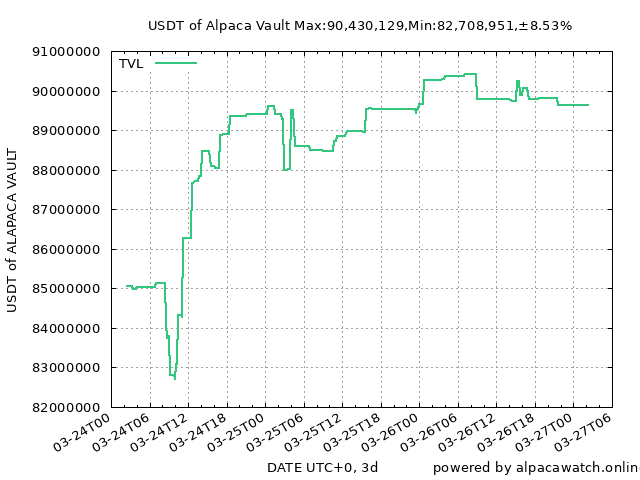 USDT of Alpaca Vault Max:90,430,129,Min:82,708,951,±8.53%
TVL
91000000
90000000
89000000
88000000
87000000
86000000
85000000
84000000
83000000
82000000
USDT of ALAPACA VAULT
03-24T00
03-24T06
03-24T12
03-24T18
03-25T00
03-25T06
03-25T12
03-25T18
03-26T00
03-26T06
03-26T12
03-26T18
03-27T00
03-27T06
DATE UTC+0, 3d
powered by alpacawatch.online